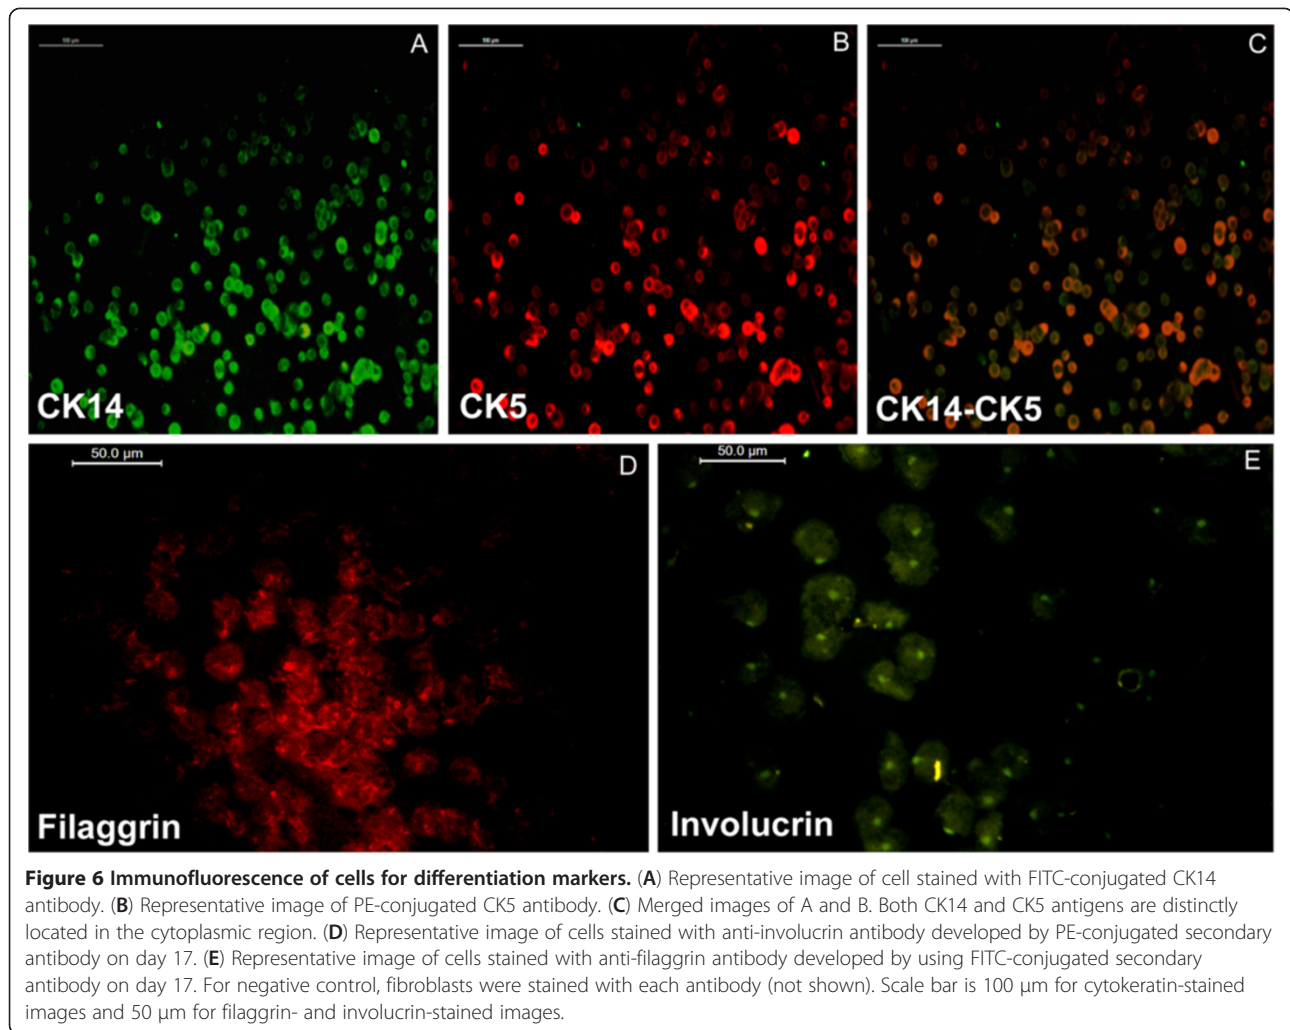 100 µm
A
100 µm
B
100 µm
C
CK14
CK5
CK14-CK5
50.0 µm
D
50.0 µm
E
Filaggrin
Involucrin
Figure 6 Immunofluorescence of cells for differentiation markers. (A) Representative image of cell stained with FITC-conjugated CK14
antibody. (B) Representative image of PE-conjugated CK5 antibody. (C) Merged images of A and B. Both CK14 and CK5 antigens are distinctly
located in the cytoplasmic region. (D) Representative image of cells stained with anti-involucrin antibody developed by PE-conjugated secondary
antibody on day 17. (E) Representative image of cells stained with anti-filaggrin antibody developed by using FITC-conjugated secondary
antibody on day 17. For negative control, fibroblasts were stained with each antibody (not shown). Scale bar is 100 µm for cytokeratin-stained
images and 50 µm for filaggrin- and involucrin-stained images.